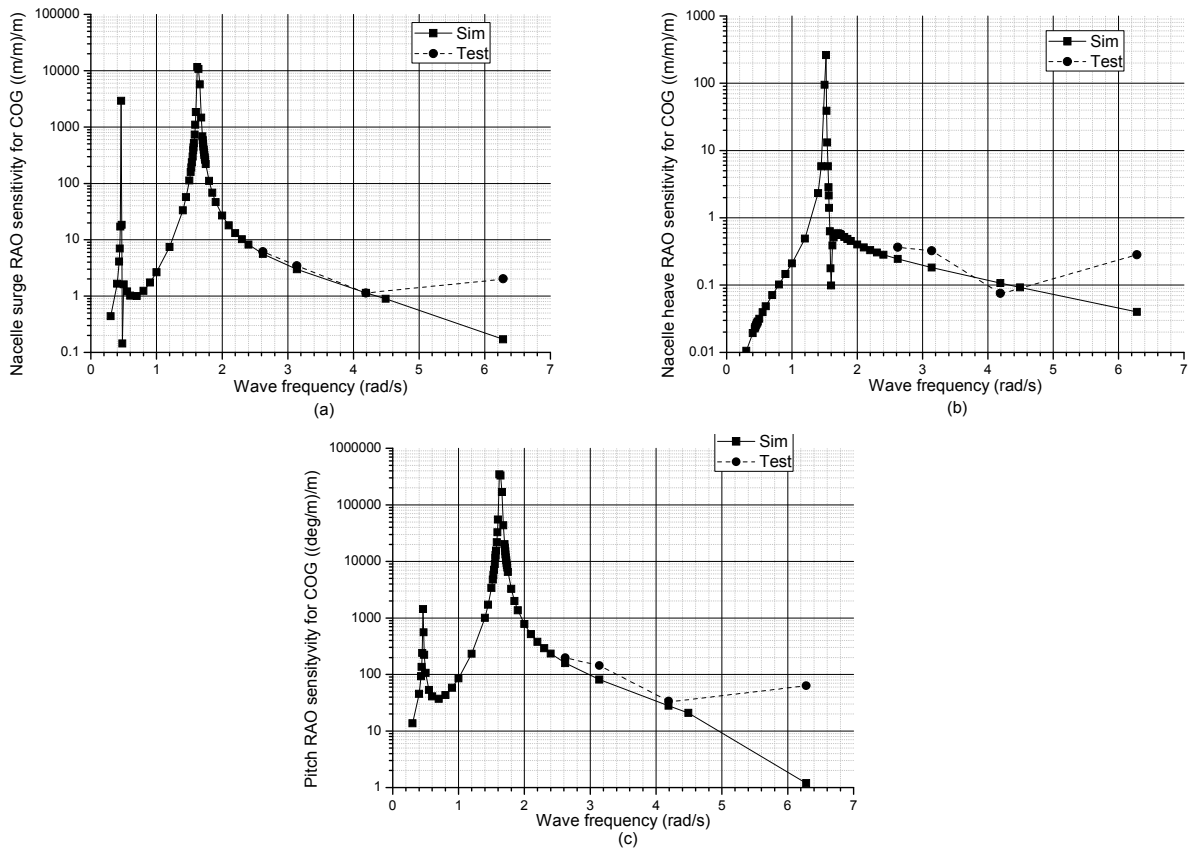 Nacelle surge RAO sensitivity for COG ((m/m)/m)
100000
10000
1000
100
10
1
0.1
Sim
Test
0 1 2 3 4 5 6 7
Wave frequency (rad/s)
(a)
Nacelle heave RAO sensitivity for COG ((m/m)/m)
1000
100
10
1
0.1
0.01
Sim
Test
0 1 2 3 4 5 6 7
Wave frequency (rad/s)
(b)
Pitch RAO sensityvity for COG ((deg/m)/m)
1000000
100000
10000
1000
100
10
1
Sim
Test
0 1 2 3 4 5 6 7
Wave frequency (rad/s)
(c)